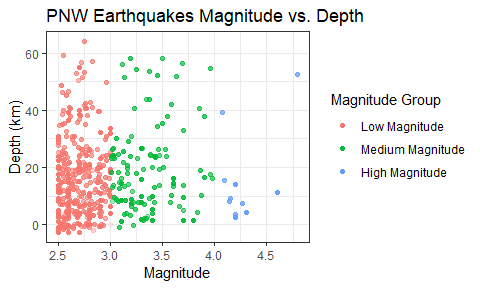 PNW Earthquakes Magnitude vs. Depth
60
40
20
0
Depth (km)
2.5 3.0 3.5 4.0 4.5
Magnitude
Magnitude Group
Low Magnitude
Medium Magnitude
High Magnitude